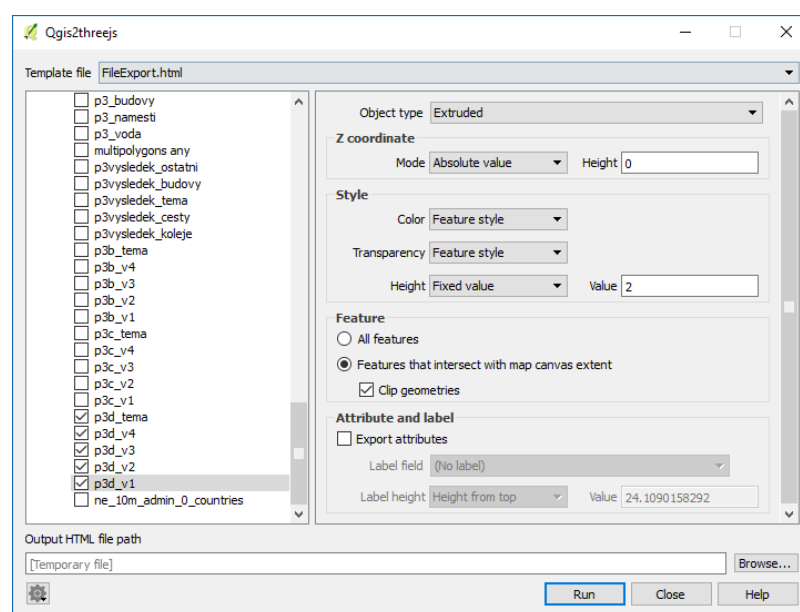 Qgis2threejs
Template file FileExport.html
p3_budovy
p3_namesti
p3_voda
multipolygons any
p3vysledek_ostatni
p3vysledek_budovy
p3vysledek_tema
p3vysledek_cesty
p3vysledek_koleje
p3b_tema
p3b_v4
p3b_v3
p3b_v2
p3b_v1
p3c_tema
p3c_v4
p3c_v3
p3c_v2
p3c_v1
p3d_tema
p3d_v4
p3d_v3
p3d_v2
p3d_v1
ne_10m_admin_0_countries
Object type Extruded
Z coordinate
Mode Absolute value Height 0
Style
Color Feature style
Transparency Feature style
Height Fixed value Value 2
Feature
All features
Features that intersect with map canvas extent
Clip geometries
Attribute and label
Export attributes
Label field (No label)
Label height Height from top Value 24.1090158292
Output HTML file path
[Temporary file] Browse...
Run Close Help